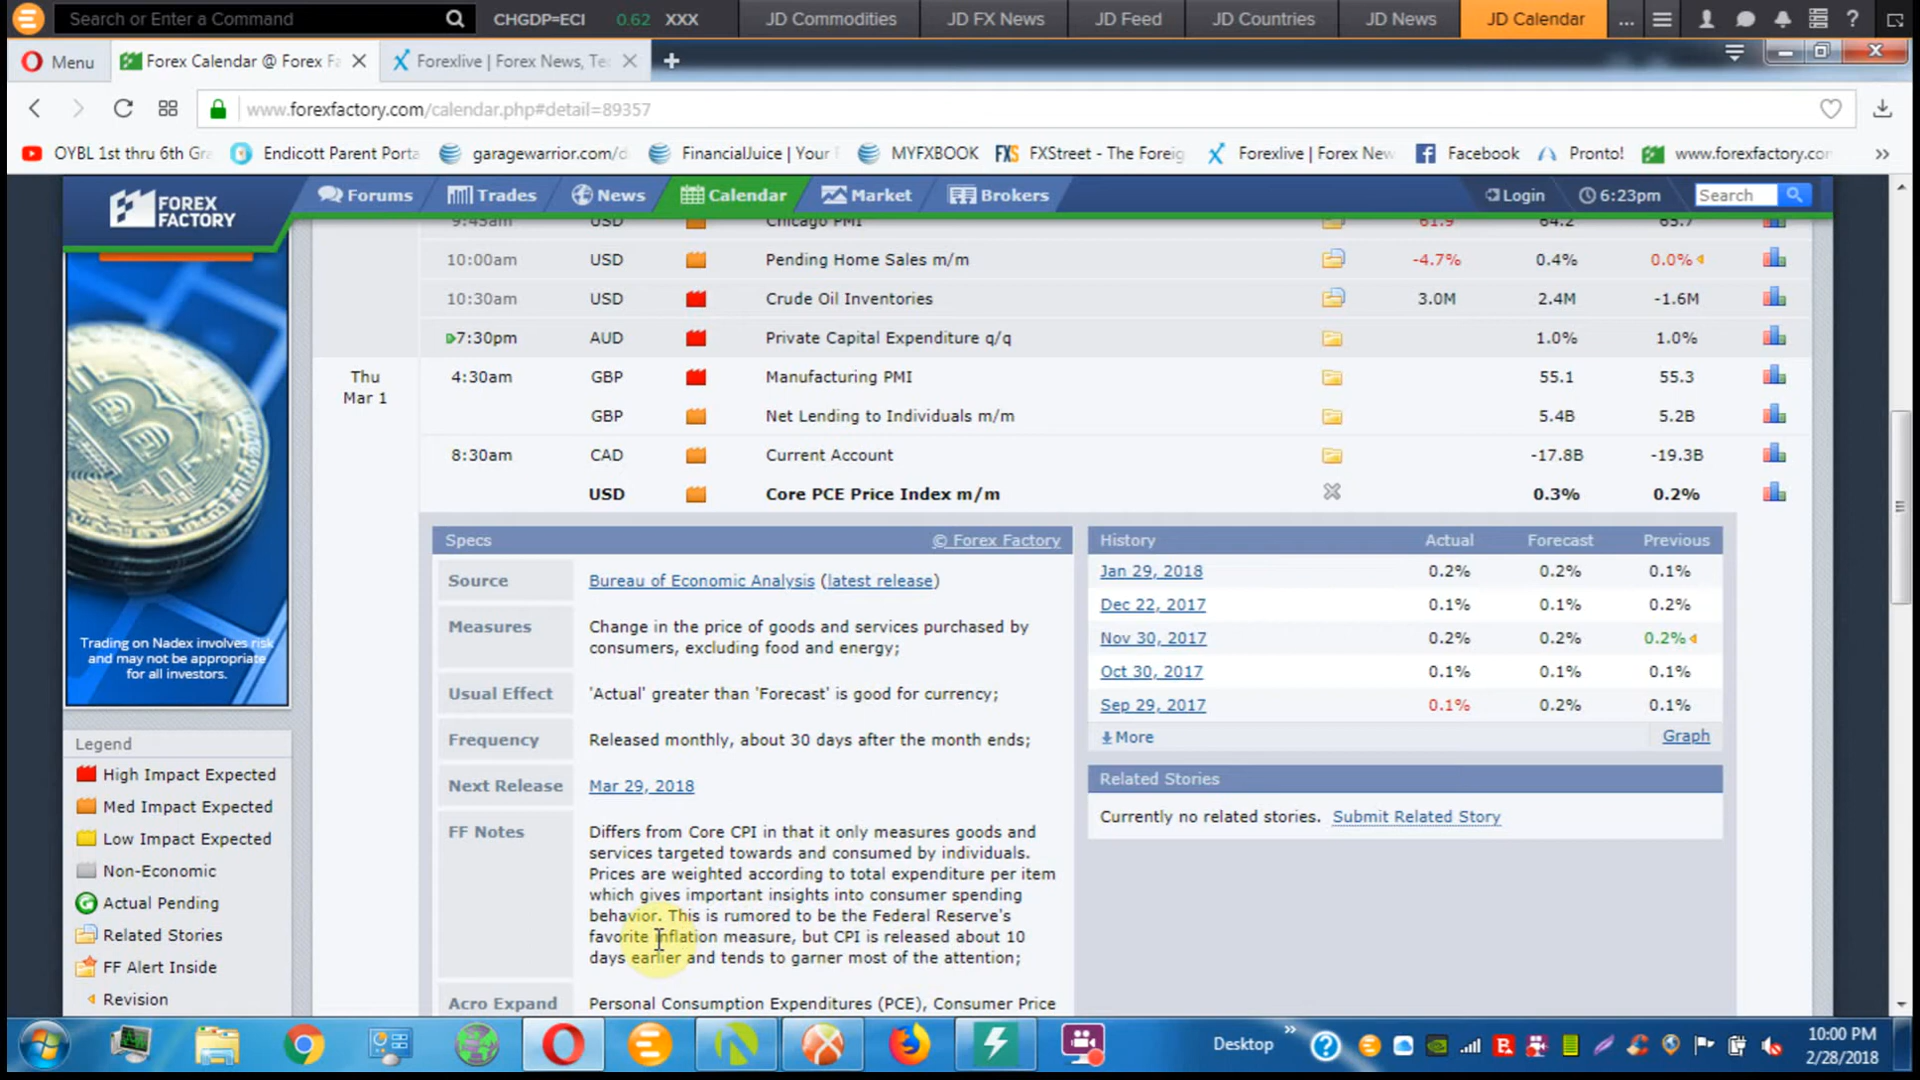 Search or Enter a Command
CHGDP=ECI 0.62 XXX
JD Commodities
JD FX News
JD Feed
JD Countries
JD News
JD Calendar
...
?
Menu
Forex Calendar @ Forex Fa
Forexlive | Forex News, Te
www.forexfactory.com/calendar.php#detail=89357
OYBL 1st thru 6th Gra
Endicott Parent Porta
garagewarrior.com/d
FinancialJuice | Your
MYFXBOOK
FXS FXStreet - The Foreig
Forexlive | Forex New
Facebook
Pronto!
www.forexfactory.com
FOREX
FACTORY
Forums
Trades
News
Calendar
Market
Brokers
Login
6:23pm
Search
9:45am USD Chicago PMI 61.9 64.2 65.7
10:00am USD Pending Home Sales m/m -4.7% 0.4% 0.0%
10:30am USD Crude Oil Inventories 3.0M 2.4M -1.6M
7:30pm AUD Private Capital Expenditure q/q 1.0% 1.0%
Thu
Mar 1
4:30am GBP Manufacturing PMI 55.1 55.3
GBP Net Lending to Individuals m/m 5.4B 5.2B
8:30am CAD Current Account -17.8B -19.3B
USD Core PCE Price Index m/m 0.3% 0.2%
Specs © Forex Factory
Source Bureau of Economic Analysis (latest release)
Measures Change in the price of goods and services purchased by
consumers, excluding food and energy;
Usual Effect 'Actual' greater than 'Forecast' is good for currency;
Frequency Released monthly, about 30 days after the month ends;
Next Release Mar 29, 2018
FF Notes Differs from Core CPI in that it only measures goods and
services targeted towards and consumed by individuals.
Prices are weighted according to total expenditure per item
which gives important insights into consumer spending
behavior. This is rumored to be the Federal Reserve's
favorite inflation measure, but CPI is released about 10
days earlier and tends to garner most of the attention;
Acro Expand Personal Consumption Expenditures (PCE), Consumer Price
History Actual Forecast Previous
Jan 29, 2018 0.2% 0.2% 0.1%
Dec 22, 2017 0.1% 0.1% 0.2%
Nov 30, 2017 0.2% 0.2% 0.2%
Oct 30, 2017 0.1% 0.1% 0.1%
Sep 29, 2017 0.1% 0.2% 0.1%
More Graph
Related Stories
Currently no related stories. Submit Related Story
Trading on Nadex involves risk
and may not be appropriate
for all investors.
Legend
High Impact Expected
Med Impact Expected
Low Impact Expected
Non-Economic
Actual Pending
Related Stories
FF Alert Inside
Revision
Desktop
10:00 PM
2/28/2018